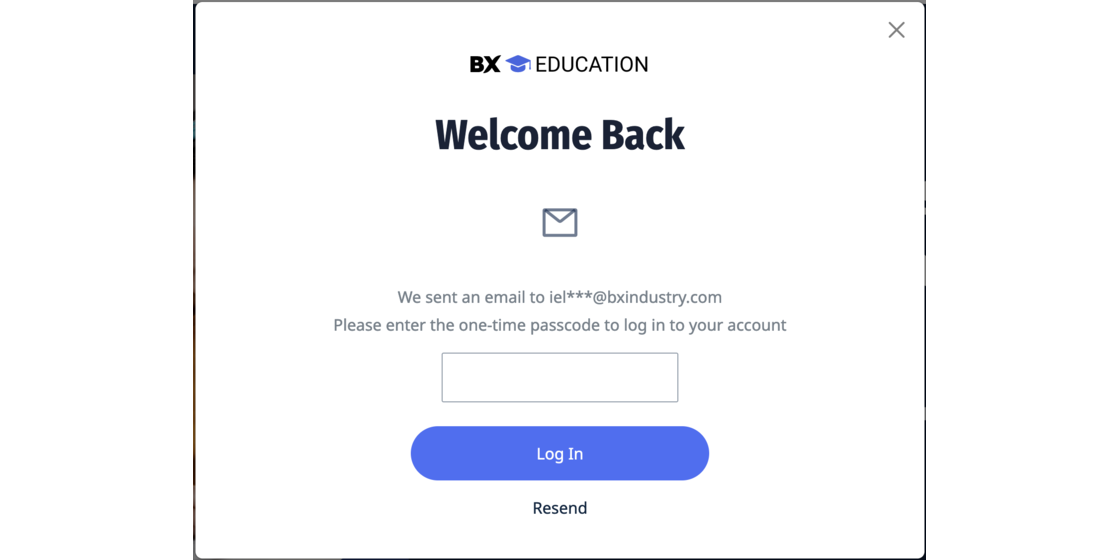 BX EDUCATION
Welcome Back
We sent an email to iel***@bxindustry.com
Please enter the one-time passcode to log in to your account
Log In
Resend